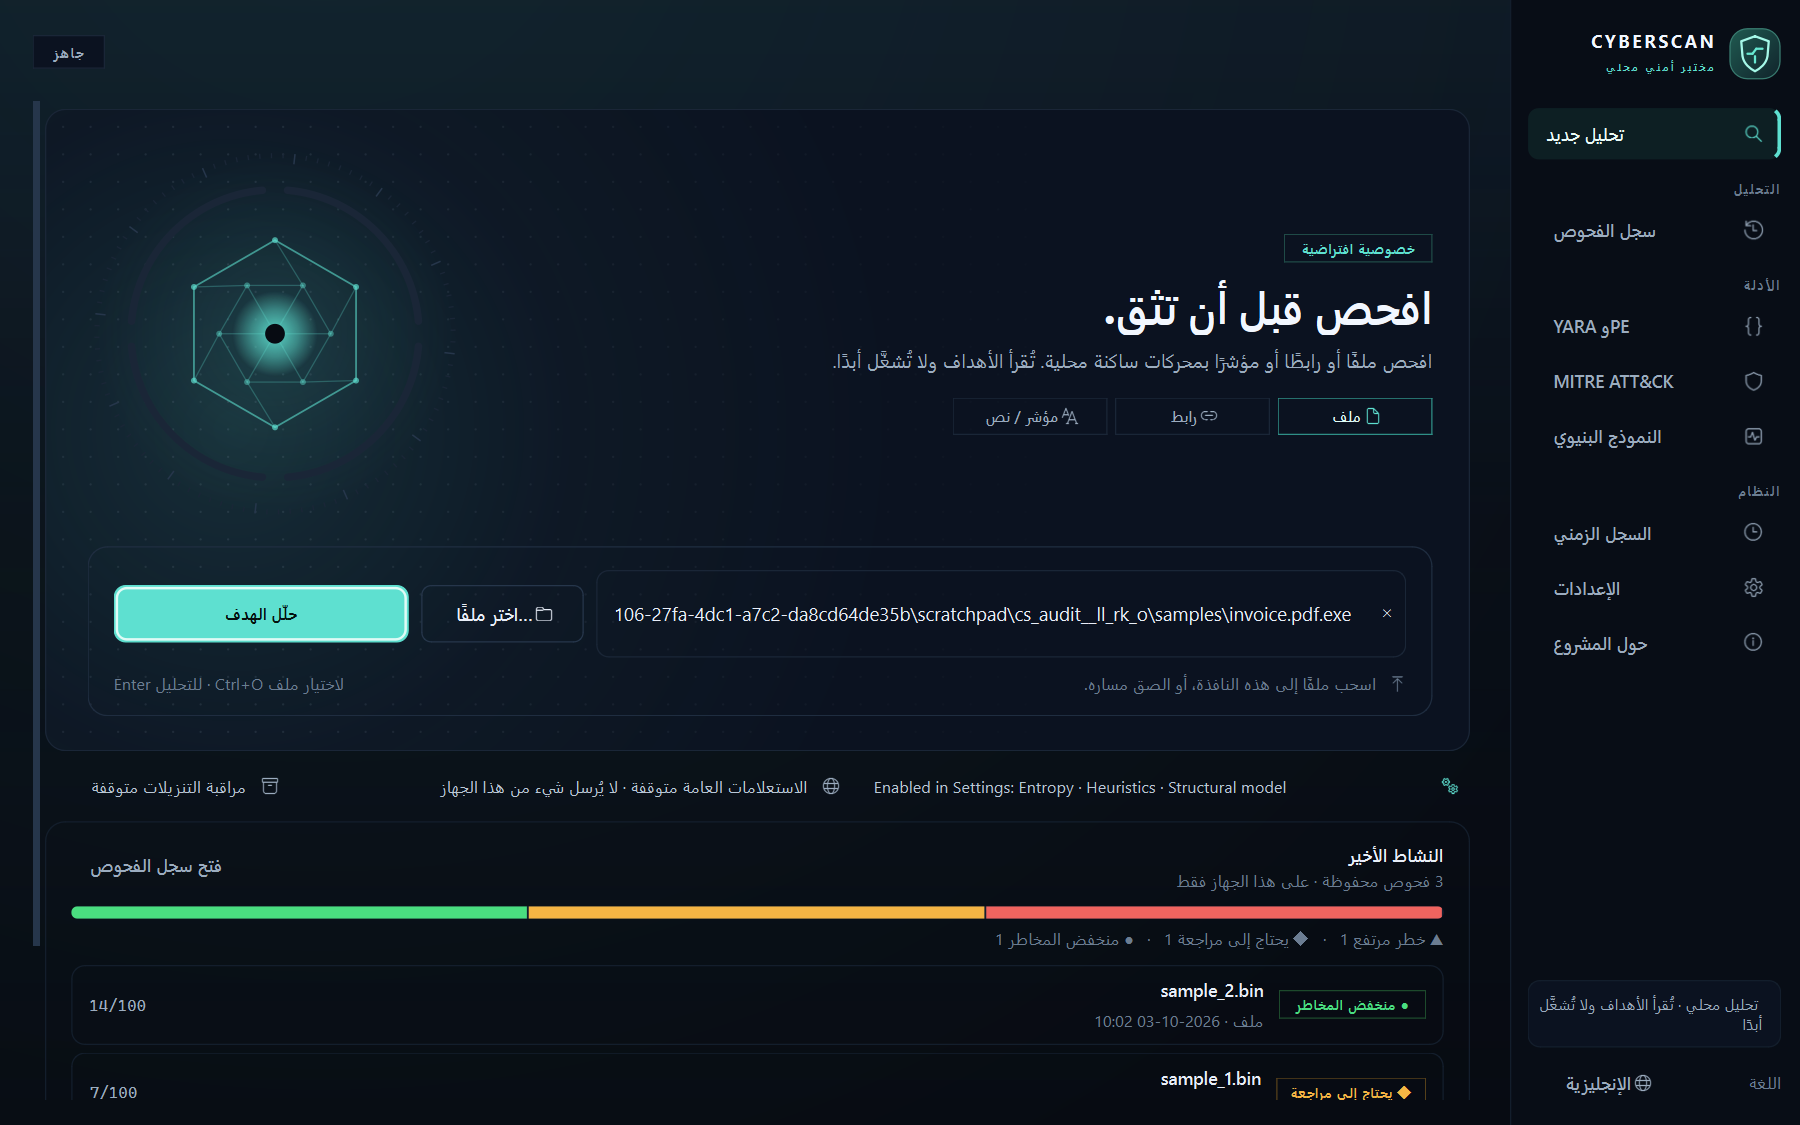 CYBERSCAN
مختبر أمني محلي
تحليل جديد
التحليل
سجل الفحوص
الأدلة
YARA وPE
MITRE ATT&CK
النموذج البنيوي
النظام
السجل الزمني
الإعدادات
حول المشروع
تحليل محلي · تُقرأ الأهداف ولا تُشغَّل
أبدًا
اللغة
الإنجليزية
جاهز
خصوصية افتراضية
افحص قبل أن تثق.
افحص ملفًا أو رابطًا أو مؤشرًا بمحركات ساكنة محلية. تُقرأ الأهداف ولا تُشغَّل أبدًا.
ملف
رابط
مؤشر / نص
106-27fa-4dc1-a7c2-da8cd64de35b\scratchpad\cs_audit__ll_rk_o\samples\invoice.pdf.exe
اختر ملفًا...
حلّل الهدف
اسحب ملفًا إلى هذه النافذة، أو الصق مساره.
لاختيار ملف Ctrl+O · للتحليل Enter
Enabled in Settings: Entropy · Heuristics · Structural model
الاستعلامات العامة متوقفة · لا يُرسل شيء من هذا الجهاز
مراقبة التنزيلات متوقفة
النشاط الأخير
فتح سجل الفحوص
3 فحوص محفوظة · على هذا الجهاز فقط
▲ خطر مرتفع 1 · ◆ يحتاج إلى مراجعة 1 · ● منخفض المخاطر 1
● منخفض المخاطر
sample_2.bin
ملف · 2026-10-03 10:02
14/100
◆ يحتاج إلى مراجعة
sample_1.bin
7/100